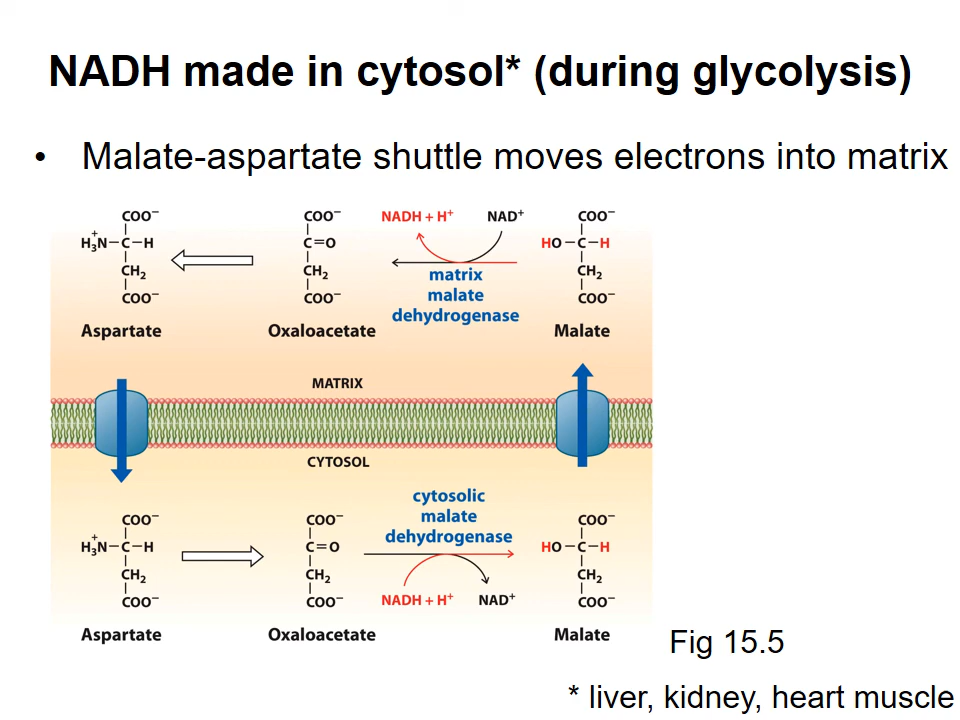 NADH made in cytosol* (during glycolysis)
• Malate-aspartate shuttle moves electrons into matrix
COO⁻ COO⁻ NADH + H⁺ NAD⁺ COO⁻
H₃N⁺–C–H C=O HO–C–H
CH₂ CH₂ matrix CH₂
COO⁻ COO⁻ malate COO⁻
dehydrogenase
Aspartate Oxaloacetate Malate
MATRIX
CYTOSOL
cytosolic
malate
dehydrogenase
COO⁻ COO⁻ COO⁻
H₃N⁺–C–H C=O HO–C–H
CH₂ CH₂ CH₂
COO⁻ COO⁻ NADH + H⁺ NAD⁺ COO⁻
Aspartate Oxaloacetate Malate
Fig 15.5
* liver, kidney, heart muscle